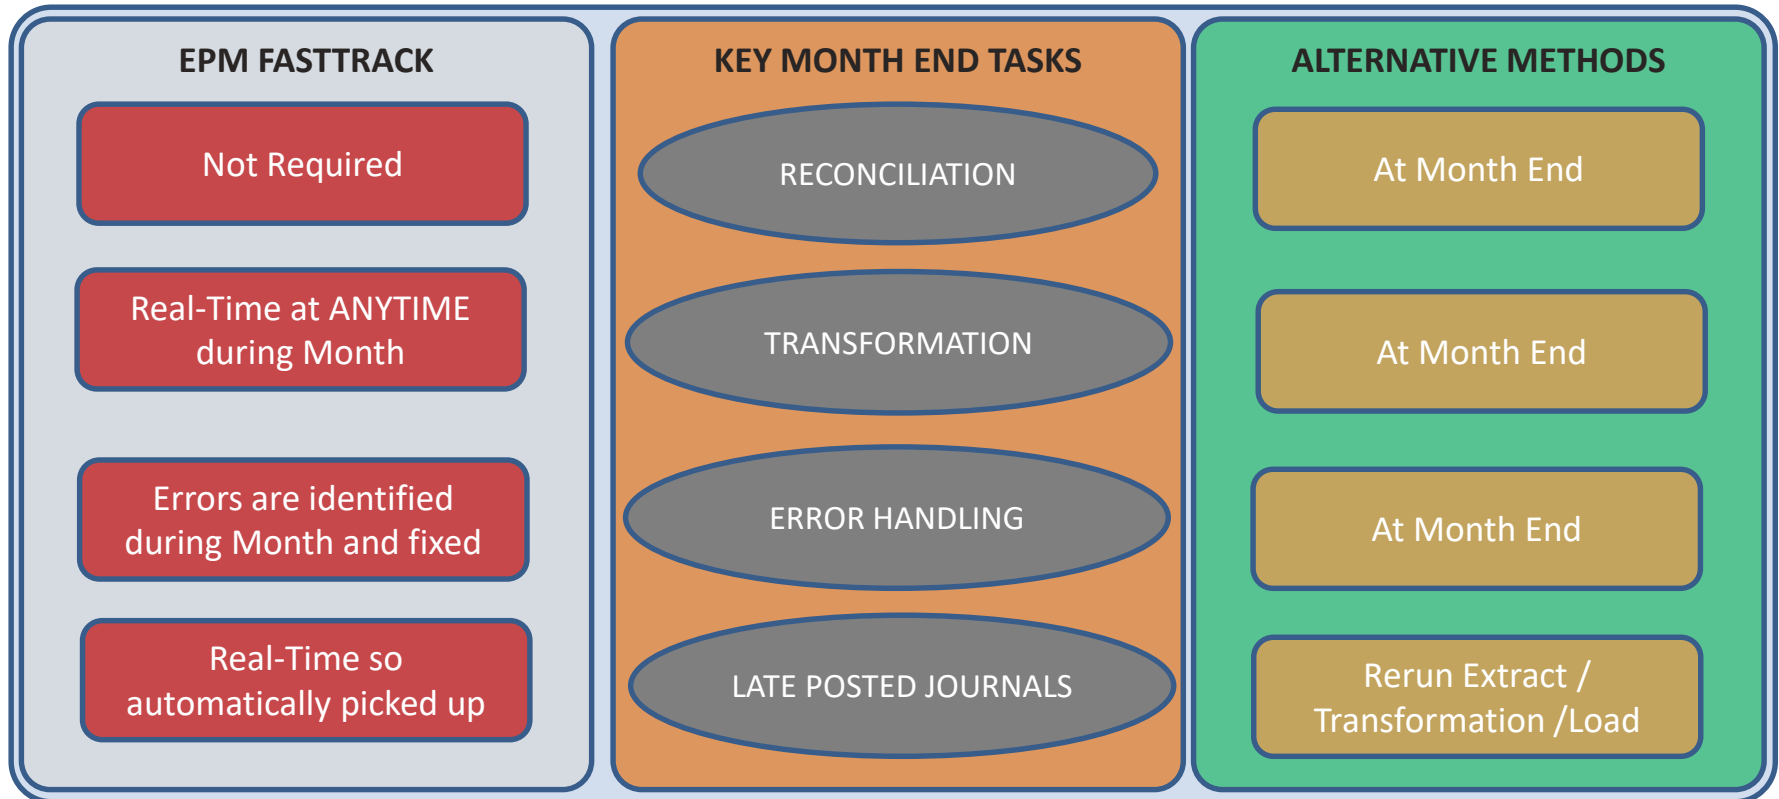 EPM FASTTRACK
Not Required
Real-Time at ANYTIME
during Month
Errors are identified
during Month and fixed
Real-Time so
automatically picked up
KEY MONTH END TASKS
RECONCILIATION
TRANSFORMATION
ERROR HANDLING
LATE POSTED JOURNALS
ALTERNATIVE METHODS
At Month End
At Month End
At Month End
Rerun Extract /
Transformation /Load